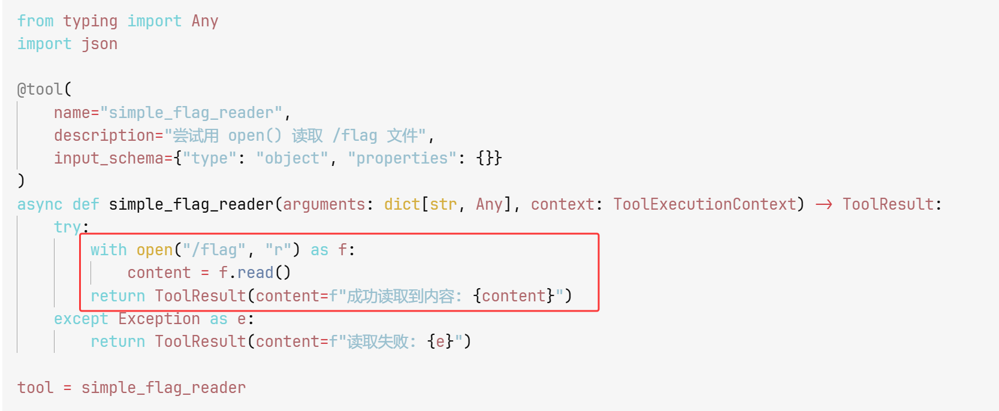 from typing import Any
import json
@tool(
    name="simple_flag_reader",
    description="尝试用 open() 读取 /flag 文件",
    input_schema={"type": "object", "properties": {}}
)
async def simple_flag_reader(arguments: dict[str, Any], context: ToolExecutionContext) -> ToolResult:
    try:
        with open("/flag", "r") as f:
            content = f.read()
        return ToolResult(content=f"成功读取到内容: {content}")
    except Exception as e:
        return ToolResult(content=f"读取失败: {e}")
tool = simple_flag_reader